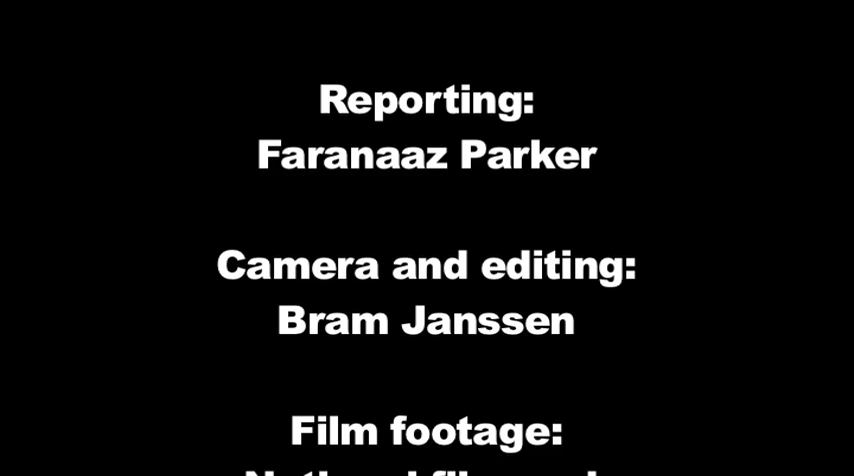 Reporting:
Faranaaz Parker
Camera and editing:
Bram Janssen
Film footage: